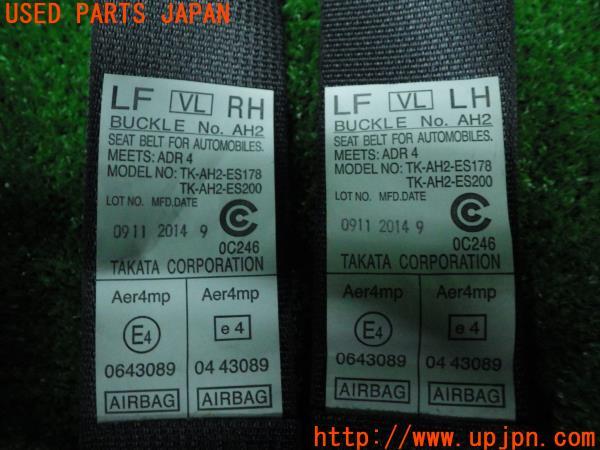 USED PARTS JAPAN
LF VL RH
BUCKLE No. AH2
SEAT BELT FOR AUTOMOBILES.
MEETS: ADR 4
MODEL NO: TK-AH2-ES178
TK-AH2-ES200
LOT NO. MFD.DATE
0911 2014 9
0C246
TAKATA CORPORATION
Aer4mp Aer4mp
E4 e 4
0643089 04 43089
AIRBAG AIRBAG
LF VL LH
BUCKLE No. AH2
SEAT BELT FOR AUTOMOBILES.
MEETS: ADR 4
MODEL NO: TK-AH2-ES178
TK-AH2-ES200
LOT NO. MFD.DATE
0911 2014 9
0C246
TAKATA CORPORATION
Aer4mp Aer4mp
E4 e 4
0643089 04 43089
AIRBAG AIRBAG
http://www.upjpn.com/